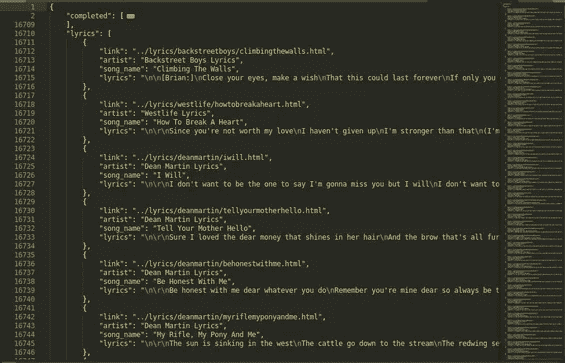 1 {
2 "completed": [
16709 ],
16710 "lyrics": [
16711 {
16712 "link": "../lyrics/backstreetboys/climbingthewalls.html",
16713 "artist": "Backstreet Boys Lyrics",
16714 "song_name": "Climbing The Walls",
16715 "lyrics": "\n\n[Brian:]\nClose your eyes, make a wish\nThat this could last forever\nIf only you
16716 },
16717 {
16718 "link": "../lyrics/westlife/howtobreakaheart.html",
16719 "artist": "Westlife Lyrics",
16720 "song_name": "How To Break A Heart",
16721 "lyrics": "\n\r\nSince you're not worth my love\nI haven't given up\nI'm stronger than that\n(I'm
16722 },
16723 {
16724 "link": "../lyrics/deanmartin/iwill.html",
16725 "artist": "Dean Martin Lyrics",
16726 "song_name": "I Will",
16727 "lyrics": "\n\r\nI don't want to be the one to say I'm gonna miss you but I will\nI don't want to
16728 },
16729 {
16730 "link": "../lyrics/deanmartin/tellyourmotherhello.html",
16731 "artist": "Dean Martin Lyrics",
16732 "song_name": "Tell Your Mother Hello",
16733 "lyrics": "\n\r\nSure I loved the dear money that shines in her hair\nAnd the brow that's all fur
16734 },
16735 {
16736 "link": "../lyrics/deanmartin/behonestwithme.html",
16737 "artist": "Dean Martin Lyrics",
16738 "song_name": "Be Honest With Me",
16739 "lyrics": "\n\r\nBe honest with me dear whatever you do\nRemember you're mine dear so always be t
16740 },
16741 {
16742 "link": "../lyrics/deanmartin/myriflemyponyandme.html",
16743 "artist": "Dean Martin Lyrics",
16744 "song_name": "My Rifle, My Pony And Me",
16745 "lyrics": "\n\r\nThe sun is sinking in the west\nThe cattle go down to the stream\nThe redwing se
16746 },